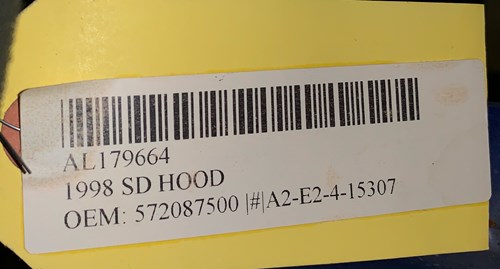 AL179664
1998 SD HOOD
OEM: 572087500 |#|A2-E2-4-15307